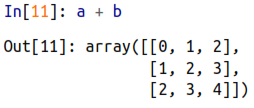 In[11]: a + b
Out[11]: array([[0, 1, 2],
[1, 2, 3],
[2, 3, 4]])